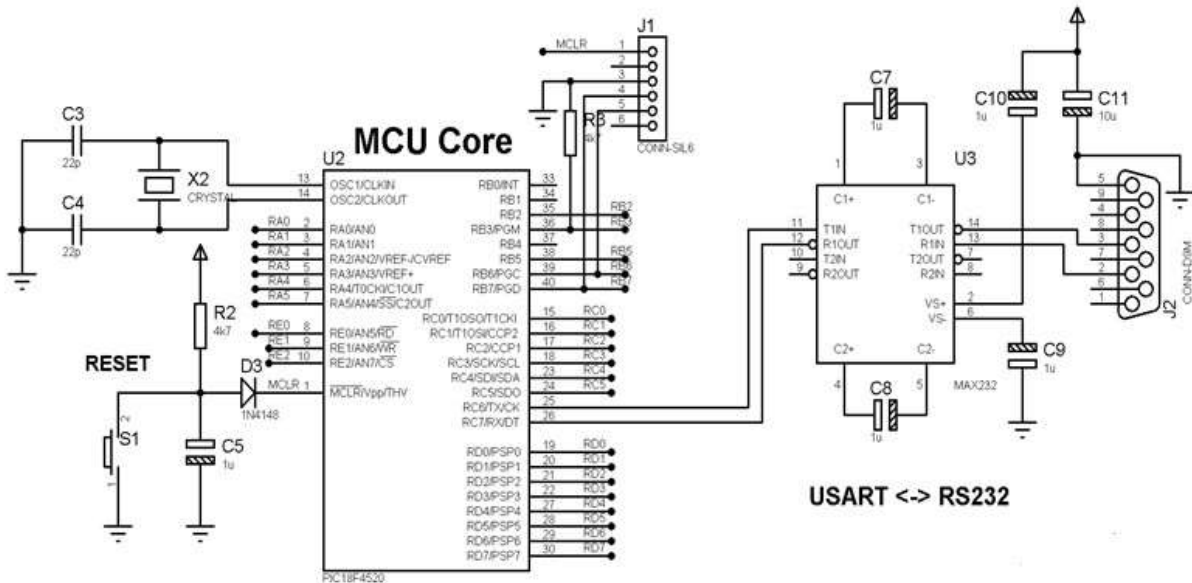 J1
MCLR
1
2
3
4
5
6
CONN-SIL6
R3
C3
22p
C4
22p
X2
MCU Core
U2
13 OSC1/CLKIN
14 OSC2/CLKOUT
RA0 2 RA0/AN0
RA1 3 RA1/AN1
RA2 4 RA2/AN2/VREF-/CVREF
RA3 5 RA3/AN3/VREF+
RA4 6 RA4/T0CKI/C1OUT
RA5 7 RA5/AN4/SS/C2OUT
RE0 8 RE0/AN5/RD
RE1 9 RE1/AN6/WR
RE2 10 RE2/AN7/CS
MCLR 1 MCLR/Vpp/THV
RB0/INT 33
RB1 34
RB2 35 RB2
RB3/PGM 36 RB3
RB4 37
RB5 38 RB5
RB6/PGC 39 RB6
RB7/PGD 40 RB7
RC0/T1OSO/T1CKI 15 RC0
RC1/T1OSI/CCP2 16 RC1
RC2/CCP1 17 RC2
RC3/SCK/SCL 18 RC3
RC4/SDI/SDA 23 RC4
RC5/SDO 24 RC5
RC6/TX/CK 25
RC7/RX/DT 26
RD0/PSP0 19 RD0
RD1/PSP1 20 RD1
RD2/PSP2 21 RD2
RD3/PSP3 22 RD3
RD4/PSP4 27 RD4
RD5/PSP5 28 RD5
RD6/PSP6 29 RD6
RD7/PSP7 30 RD7
PIC18F4520
R2
4k7
RESET
D3
1N4148
S1
2
1
C5
1u
C7
1u
C10
1u
C11
10u
U3
1
3
C1+
C1-
11 T1IN
12 R1OUT
10 T2IN
9 R2OUT
T1OUT 14
R1IN 13
T2OUT 7
R2IN 8
VS+ 2
VS- 6
C2+
C2-
4
5
MAX232
C8
1u
C9
1u
5
9
4
8
3
7
2
6
1
J2
CONN-D9M
USART <-> RS232